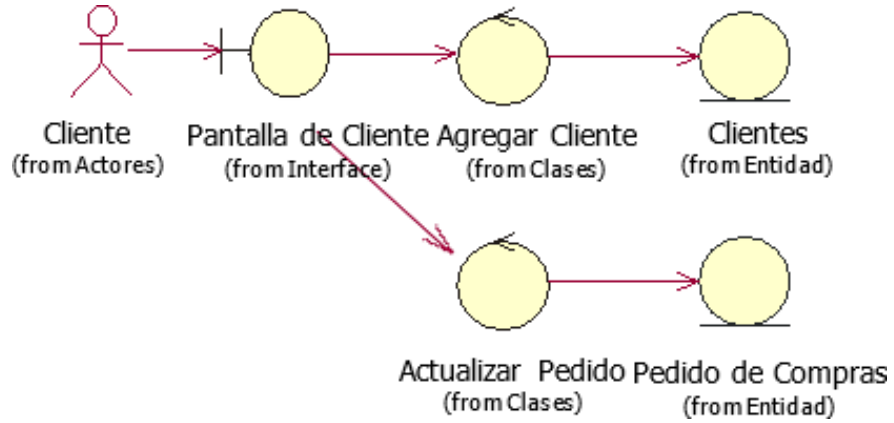 Cliente
(from Actores)
Pantalla de Cliente
(from Interface)
Agregar Cliente
(from Clases)
Clientes
(from Entidad)
Actualizar Pedido
(from Clases)
Pedido de Compras
(from Entidad)